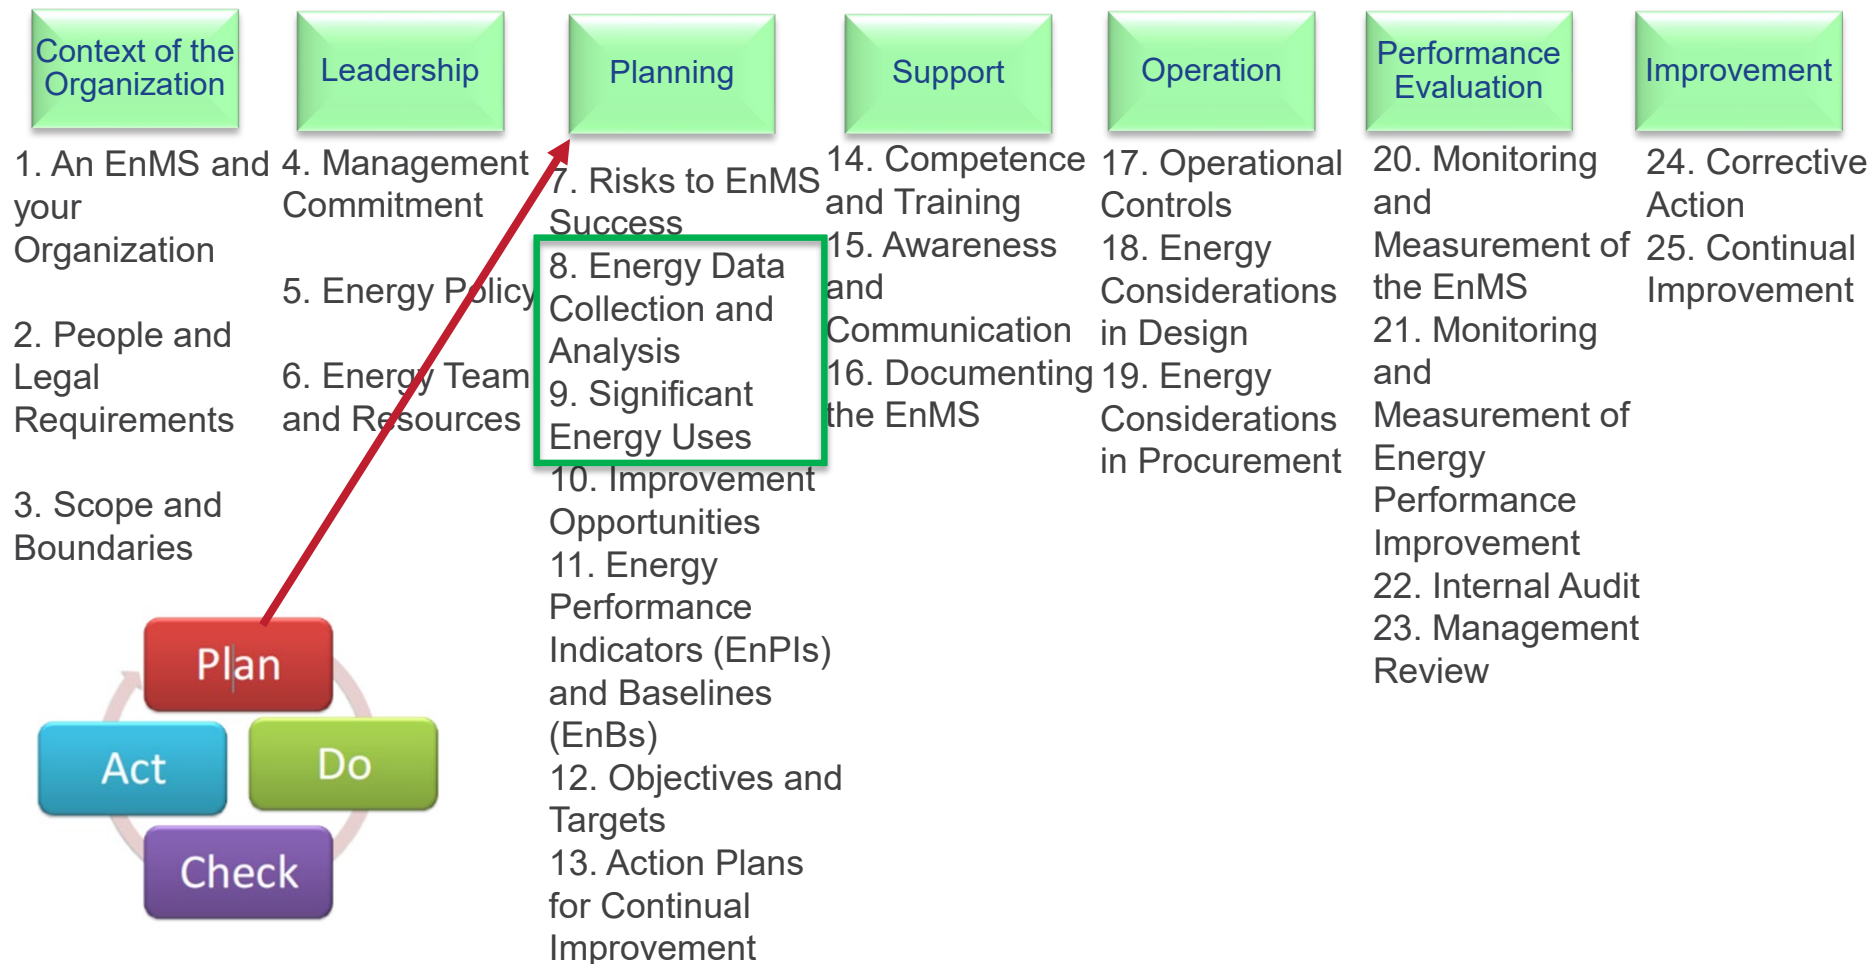 Context of the
Organization
Leadership
Planning
Support
Operation
Performance
Evaluation
Improvement
1. An EnMS and
your
Organization
2. People and
Legal
Requirements
3. Scope and
Boundaries
4. Management
Commitment
5. Energy Policy
6. Energy Team
and Resources
7. Risks to EnMS
Success
8. Energy Data
Collection and
Analysis
9. Significant
Energy Uses
10. Improvement
Opportunities
11. Energy
Performance
Indicators (EnPIs)
and Baselines
(EnBs)
12. Objectives and
Targets
13. Action Plans
for Continual
Improvement
14. Competence
and Training
15. Awareness
and
Communication
16. Documenting
the EnMS
17. Operational
Controls
18. Energy
Considerations
in Design
19. Energy
Considerations
in Procurement
20. Monitoring
and
Measurement of
the EnMS
21. Monitoring
and
Measurement of
Energy
Performance
Improvement
22. Internal Audit
23. Management
Review
24. Corrective
Action
25. Continual
Improvement
Plan
Act
Do
Check